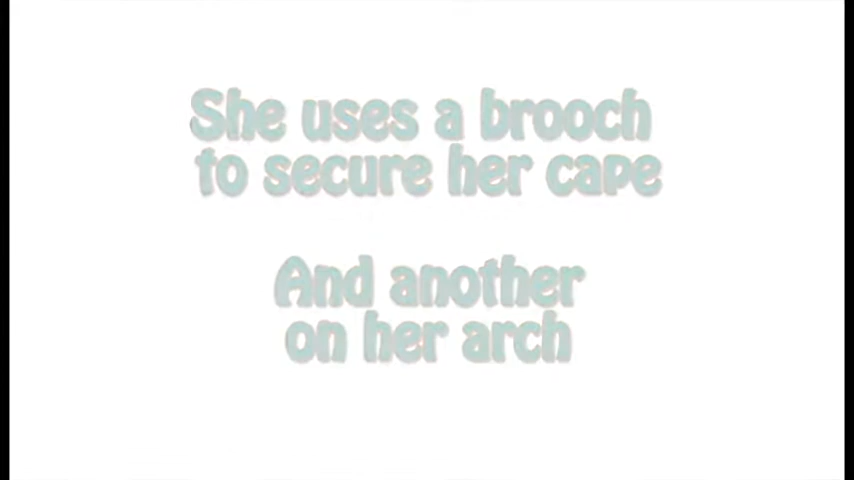 She uses a brooch
to secure her cape
And another
on her arch